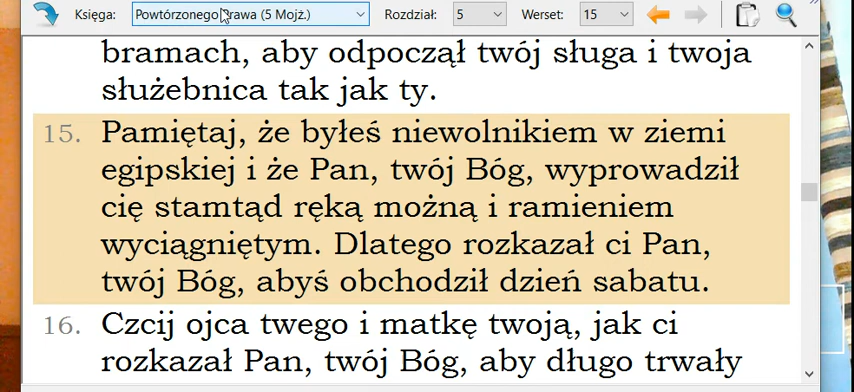 Księga: Powtórzonego Prawa (5 Mojż.) Rozdział: 5 Werset: 15
bramach, aby odpoczął twój sługa i twoja
służebnica tak jak ty.
15. Pamiętaj, że byłeś niewolnikiem w ziemi
egipskiej i że Pan, twój Bóg, wyprowadził
cię stamtąd ręką możną i ramieniem
wyciągniętym. Dlatego rozkazał ci Pan,
twój Bóg, abyś obchodził dzień sabatu.
16. Czcij ojca twego i matkę twoją, jak ci
rozkazał Pan, twój Bóg, aby długo trwały